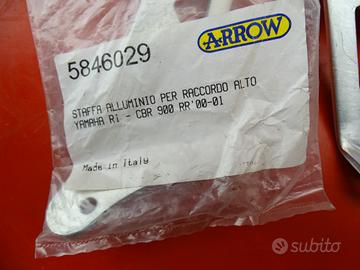 ARROW
5846029
STAFFA ALLUMINIO PER RACCORDO ALTO
YAMAHA R1 - CBR 900 RR'00-01
Made in Italy
subito